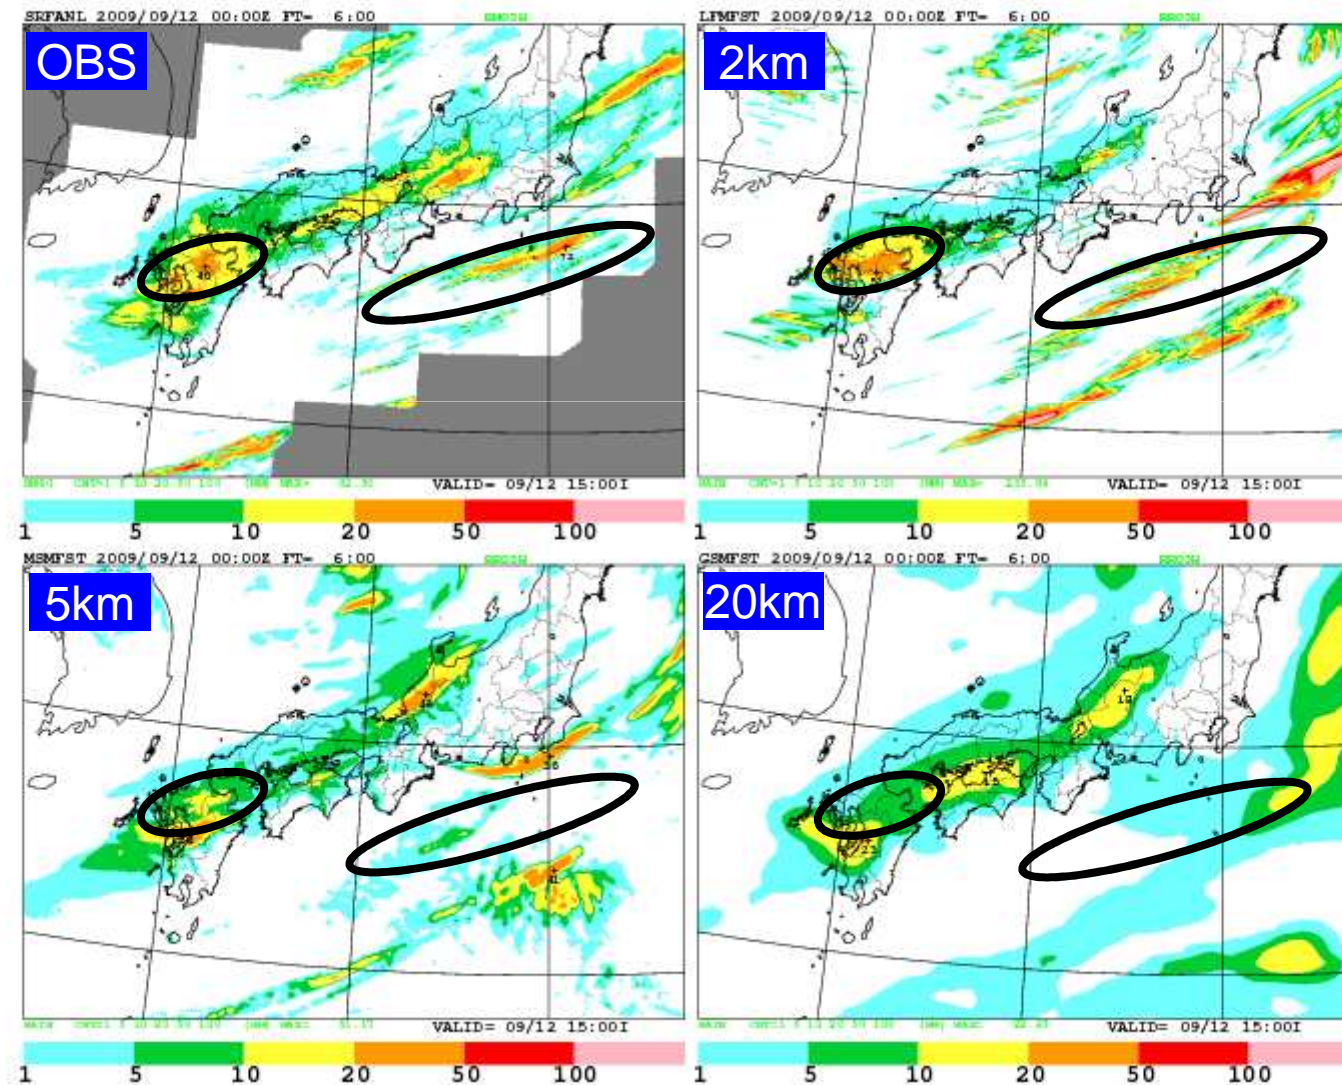 SRFANL 2009/09/12 00:00Z FT= 6:00
OBS
VALID= 09/12 15:00I
1 5 10 20 50 100
LFMFST 2009/09/12 00:00Z FT= 6:00
2km
VALID= 09/12 15:00I
1 5 10 20 50 100
MSMFST 2009/09/12 00:00Z FT= 6:00
5km
VALID= 09/12 15:00I
1 5 10 20 50 100
GSMFST 2009/09/12 00:00Z FT= 6:00
20km
VALID= 09/12 15:00I
1 5 10 20 50 100